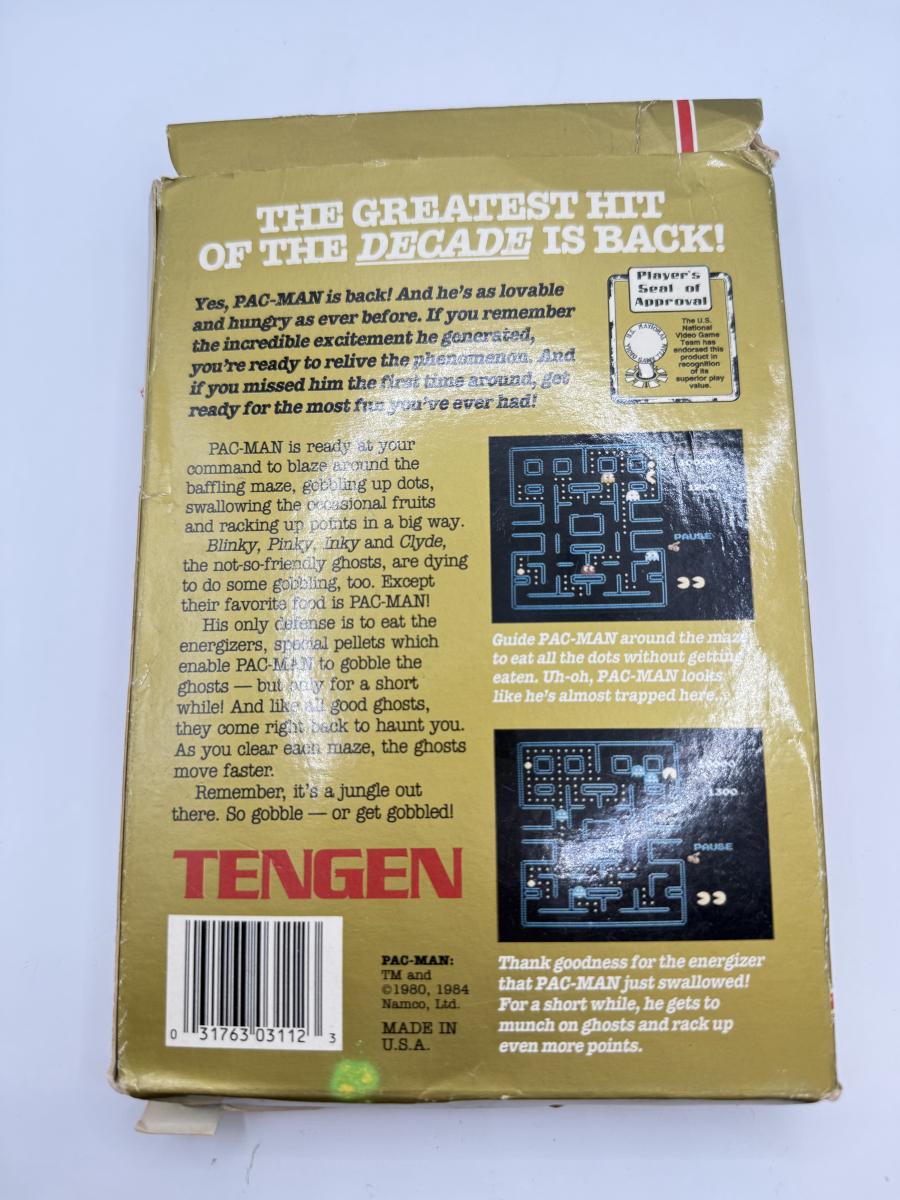 THE GREATEST HIT
OF THE DECADE IS BACK!
Yes, PAC-MAN is back! And he's as lovable
and hungry as ever before. If you remember
the incredible excitement he generated,
you're ready to relive the phenomenon. And
if you missed him the first time around, get
ready for the most fun you've ever had!
Player's
Seal of
Approval
The U.S.
National
Video Game
Team has
endorsed this
product in
recognition
of its
superior play
value.
PAC-MAN is ready at your
command to blaze around the
baffling maze, gobbling up dots,
swallowing the occasional fruits
and racking up points in a big way.
Blinky, Pinky, Inky and Clyde,
the not-so-friendly ghosts, are dying
to do some gobbling, too. Except
their favorite food is PAC-MAN!
His only defense is to eat the
energizers, special pellets which
enable PAC-MAN to gobble the
ghosts — but only for a short
while! And like all good ghosts,
they come right back to haunt you.
As you clear each maze, the ghosts
move faster.
Remember, it's a jungle out
there. So gobble — or get gobbled!
PAUSE
Guide PAC-MAN around the maze
to eat all the dots without getting
eaten. Uh-oh, PAC-MAN looks
like he's almost trapped here...
1300
PAUSE
Thank goodness for the energizer
that PAC-MAN just swallowed!
For a short while, he gets to
munch on ghosts and rack up
even more points.
TENGEN
0 31763 03112 3
PAC-MAN:
TM and
©1980, 1984
Namco, Ltd.
MADE IN
U.S.A.